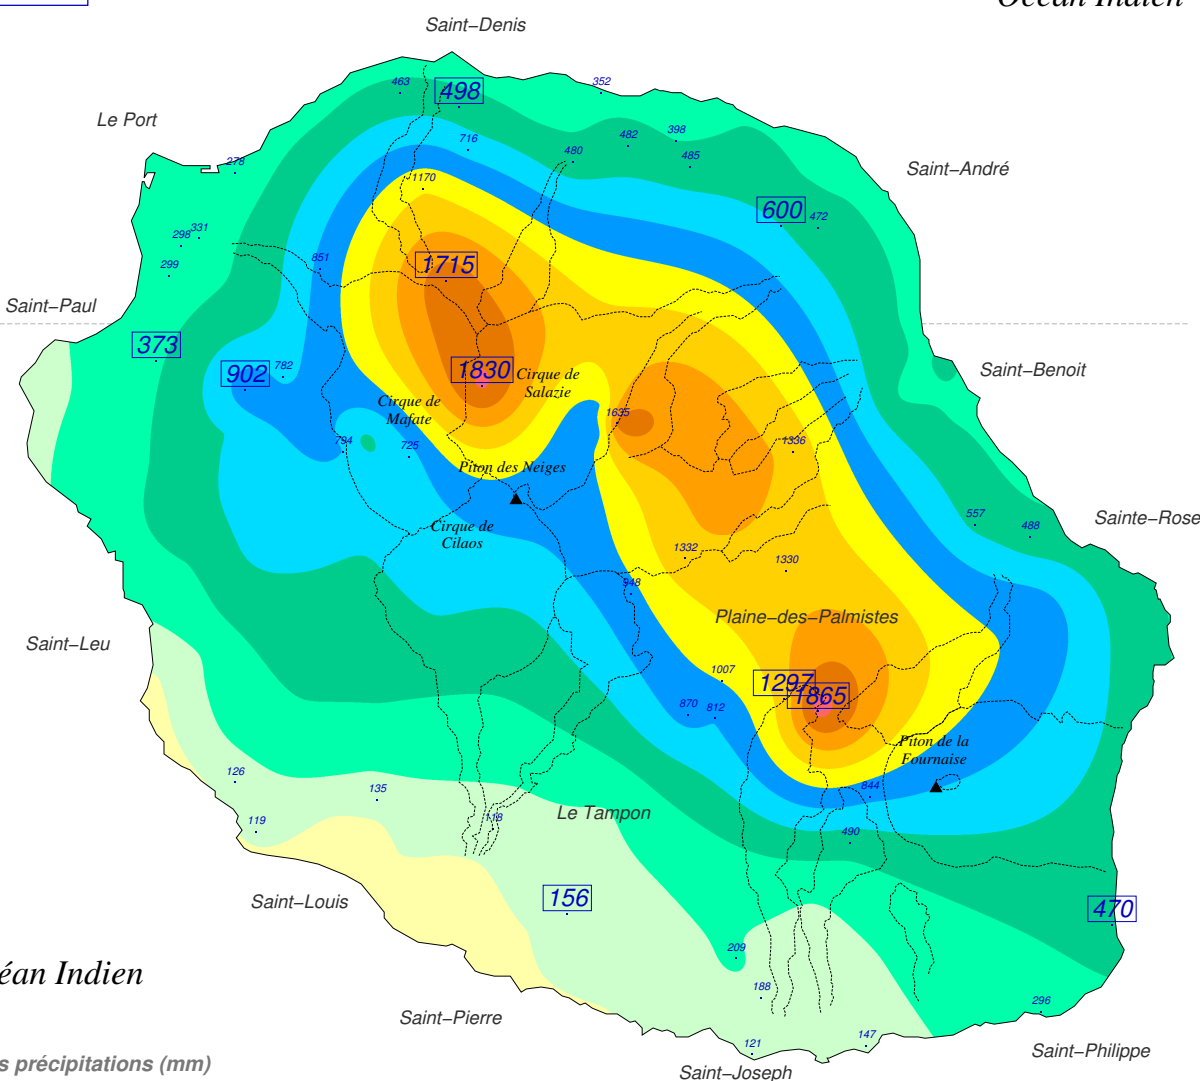 Océan Indien
Saint–Denis
463
498
352
Le Port
716
482
398
480
485
278
1170
Saint–André
600
472
298
331
299
851
1715
Saint–Paul
373
902
782
1830
Cirque de
Salazie
Saint–Benoit
Cirque de
Mafate
1635
794
725
1336
Piton des Neiges
Cirque de
Cilaos
557
488
Sainte–Rose
1332
1330
948
Plaine–des–Palmistes
Saint–Leu
1007
1297
1865
870
812
Piton de la
Fournaise
126
135
844
119
118
Le Tampon
490
Saint–Louis
156
470
209
éan Indien
188
296
Saint–Pierre
147
121
Saint–Philippe
s précipitations (mm)
Saint–Joseph